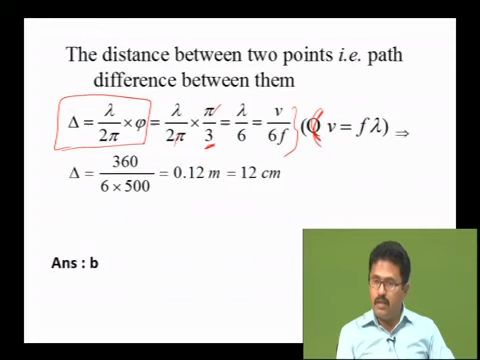 The distance between two points i.e. path
difference between them
Δ = λ/2π × φ = λ/2π × π/3 = λ/6 = v/6f (Q v = f λ) ⇒
Δ = 360/6 × 500 = 0.12 m = 12 cm
Ans : b